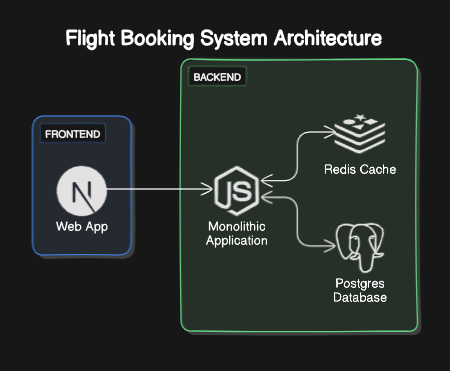 Flight Booking System Architecture
BACKEND
FRONTEND
N
Web App
JS
Monolithic
Application
Redis Cache
Postgres
Database